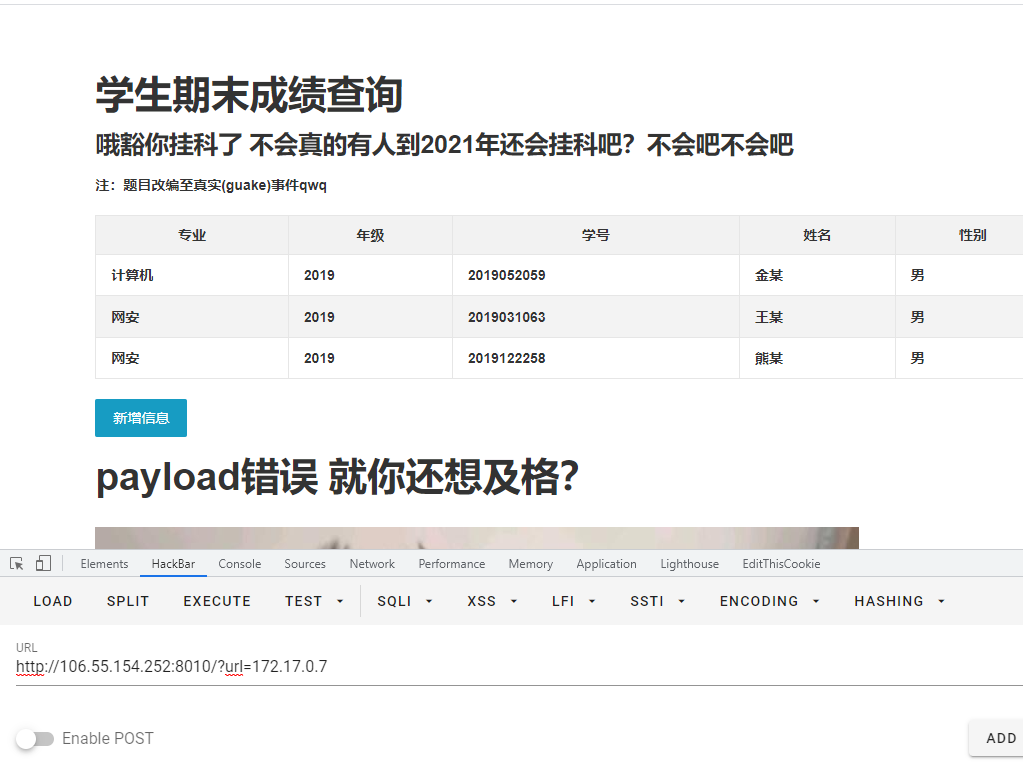 学生期末成绩查询
哦豁你挂科了 不会真的有人到2021年还会挂科吧？不会吧不会吧
注：题目改编至真实(guake)事件qwq
专业 年级 学号 姓名 性别
计算机 2019 2019052059 金某 男
网安 2019 2019031063 王某 男
网安 2019 2019122258 熊某 男
新增信息
payload错误 就你还想及格？
Elements HackBar Console Sources Network Performance Memory Application Lighthouse EditThisCookie
LOAD SPLIT EXECUTE TEST SQLI XSS LFI SSTI ENCODING HASHING
URL
http://106.55.154.252:8010/?url=172.17.0.7
Enable POST
ADD